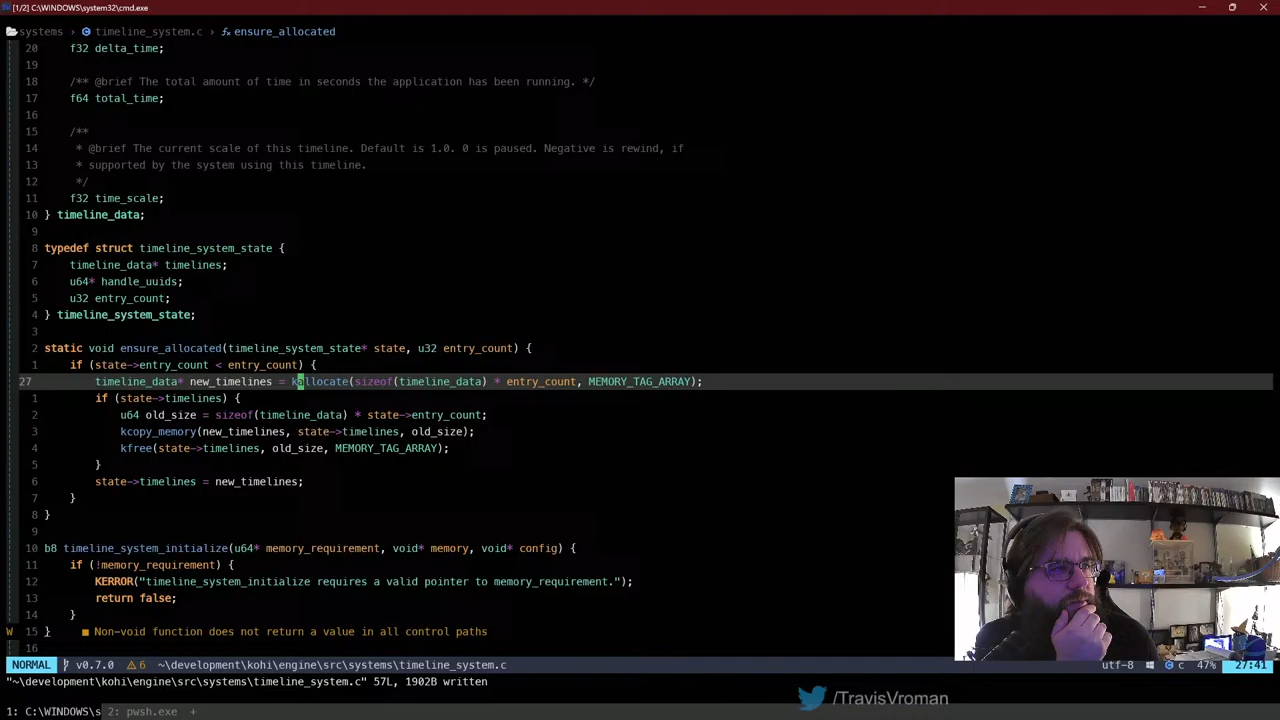 [1/2] C:\WINDOWS\system32\cmd.exe
systems > timeline_system.c > ensure_allocated
20 f32 delta_time;
19
18 /** @brief The total amount of time in seconds the application has been running. */
17 f64 total_time;
16
15 /**
14 * @brief The current scale of this timeline. Default is 1.0. 0 is paused. Negative is rewind, if
13 * supported by the system using this timeline.
12 */
11 f32 time_scale;
10 } timeline_data;
9
8 typedef struct timeline_system_state {
7 timeline_data* timelines;
6 u64* handle_uuids;
5 u32 entry_count;
4 } timeline_system_state;
3
2 static void ensure_allocated(timeline_system_state* state, u32 entry_count) {
1 if (state->entry_count < entry_count) {
27 timeline_data* new_timelines = kallocate(sizeof(timeline_data) * entry_count, MEMORY_TAG_ARRAY);
1 if (state->timelines) {
2 u64 old_size = sizeof(timeline_data) * state->entry_count;
3 kcopy_memory(new_timelines, state->timelines, old_size);
4 kfree(state->timelines, old_size, MEMORY_TAG_ARRAY);
5 }
6 state->timelines = new_timelines;
7 }
8 }
9
10 b8 timeline_system_initialize(u64* memory_requirement, void* memory, void* config) {
11 if (!memory_requirement) {
12 KERROR("timeline_system_initialize requires a valid pointer to memory_requirement.");
13 return false;
14 }
W 15 } ■ Non-void function does not return a value in all control paths
16
NORMAL v0.7.0 6 ~\development\kohi\engine\src\systems\timeline_system.c utf-8 c 47% 27:41
"~\development\kohi\engine\src\systems\timeline_system.c" 57L, 1902B written
/TravisVroman
1: C:\WINDOWS\s 2: pwsh.exe +